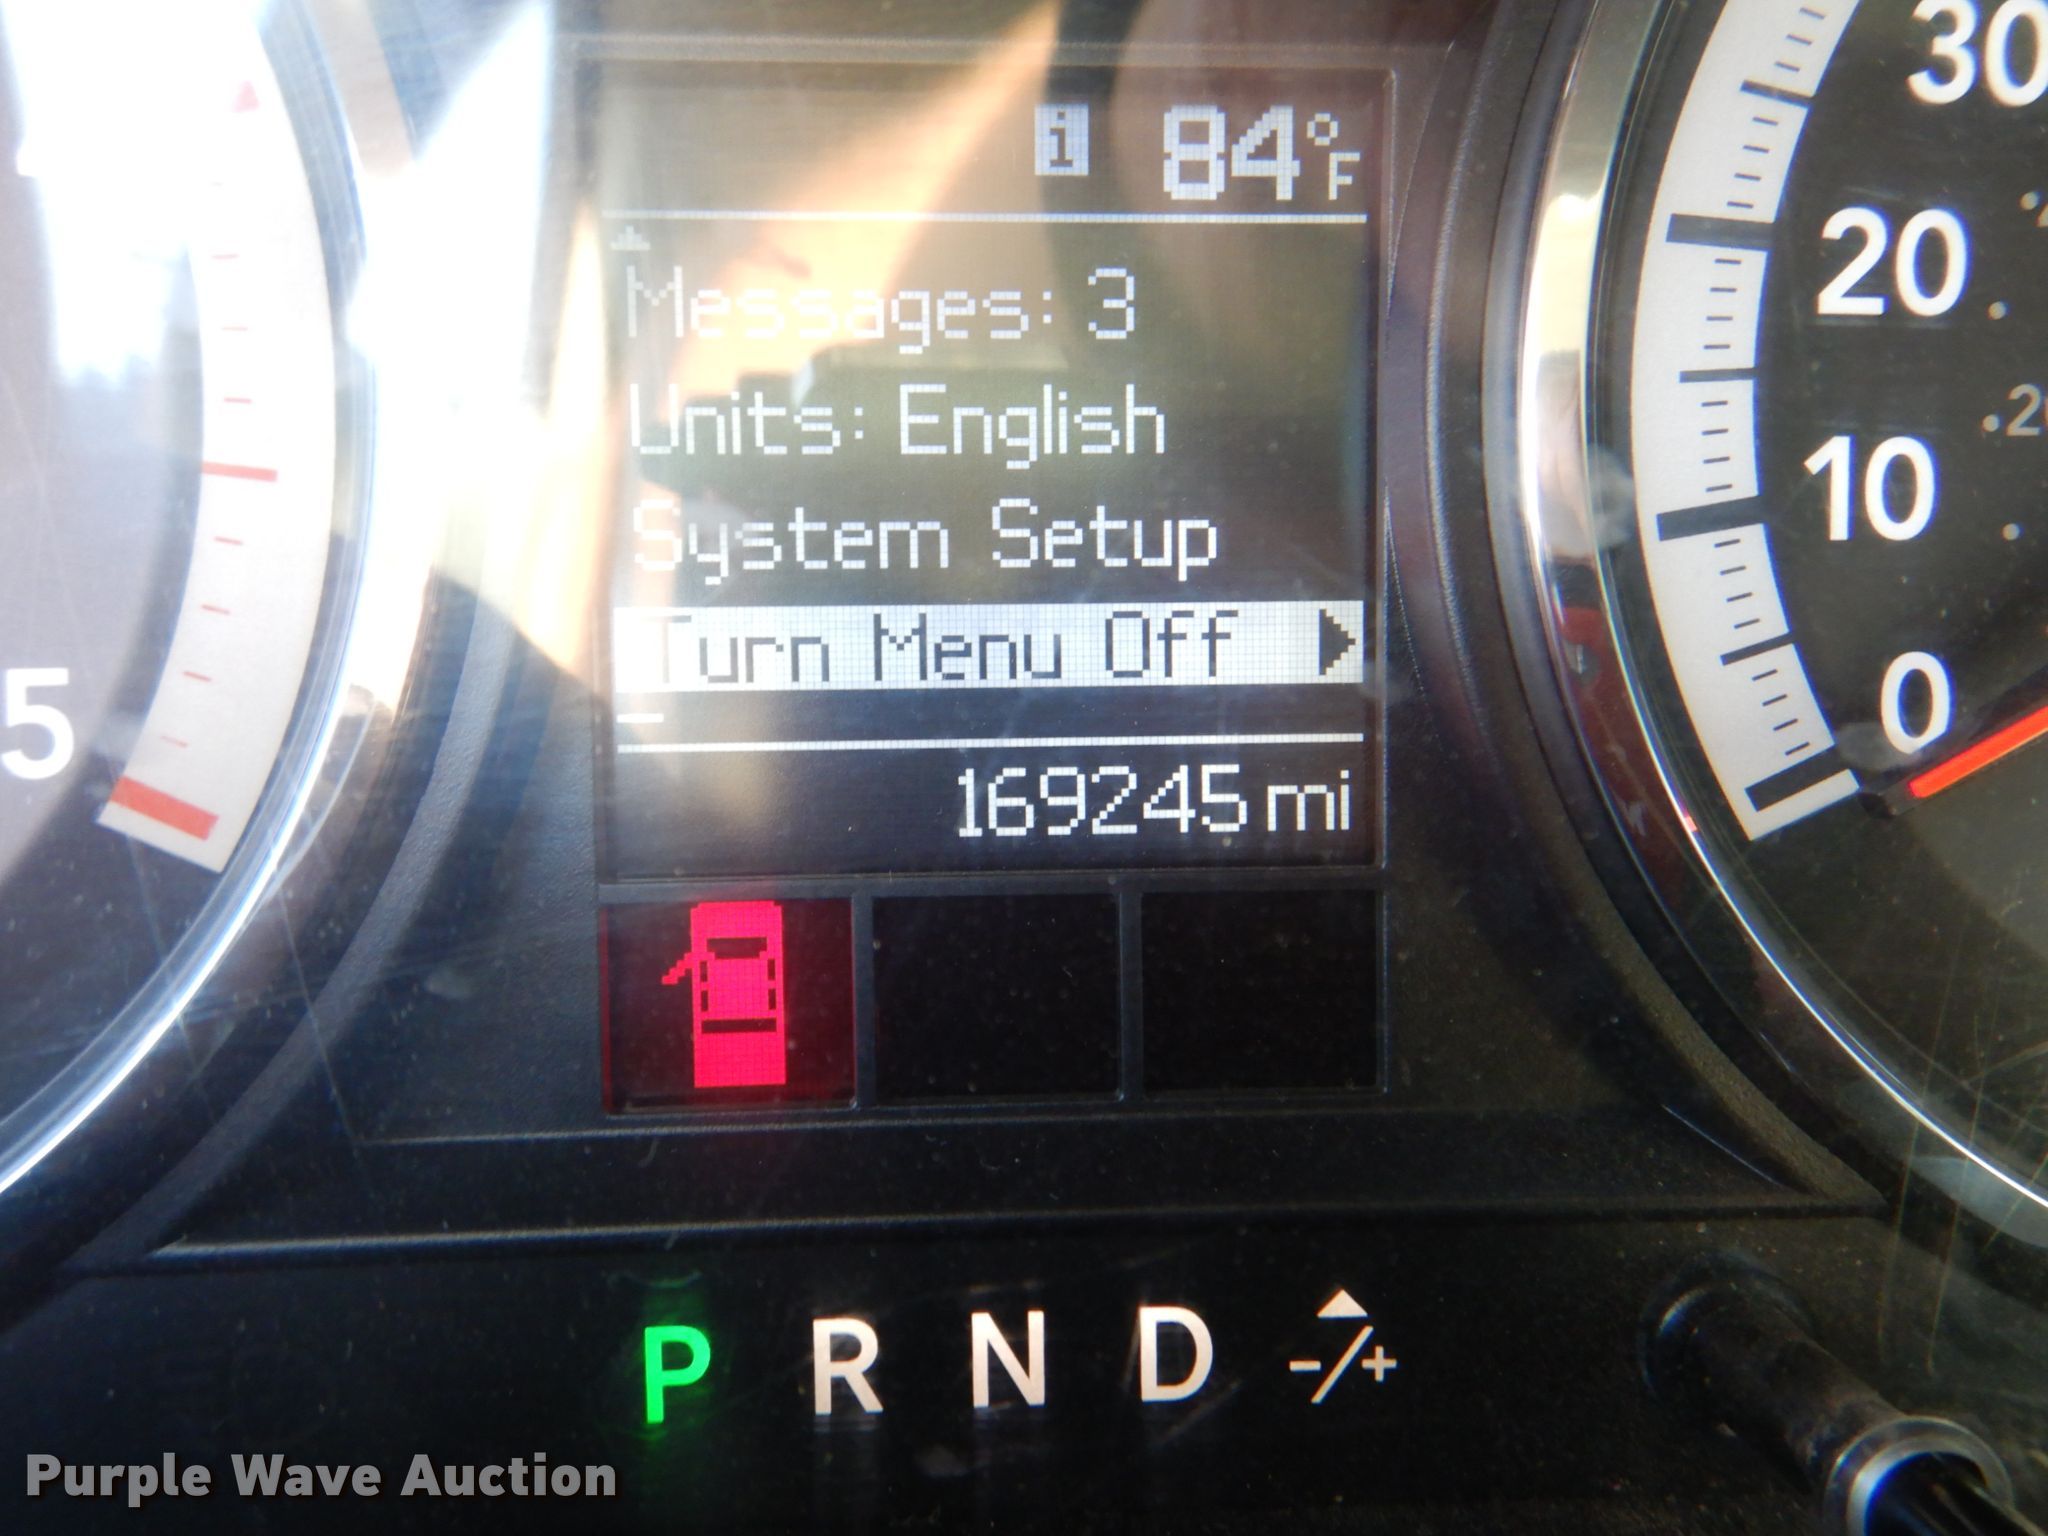 i 84°F
Messages: 3
Units: English
System Setup
Turn Menu Off
169245 mi
30
20
10
0
5
P R N D -/+
Purple Wave Auction